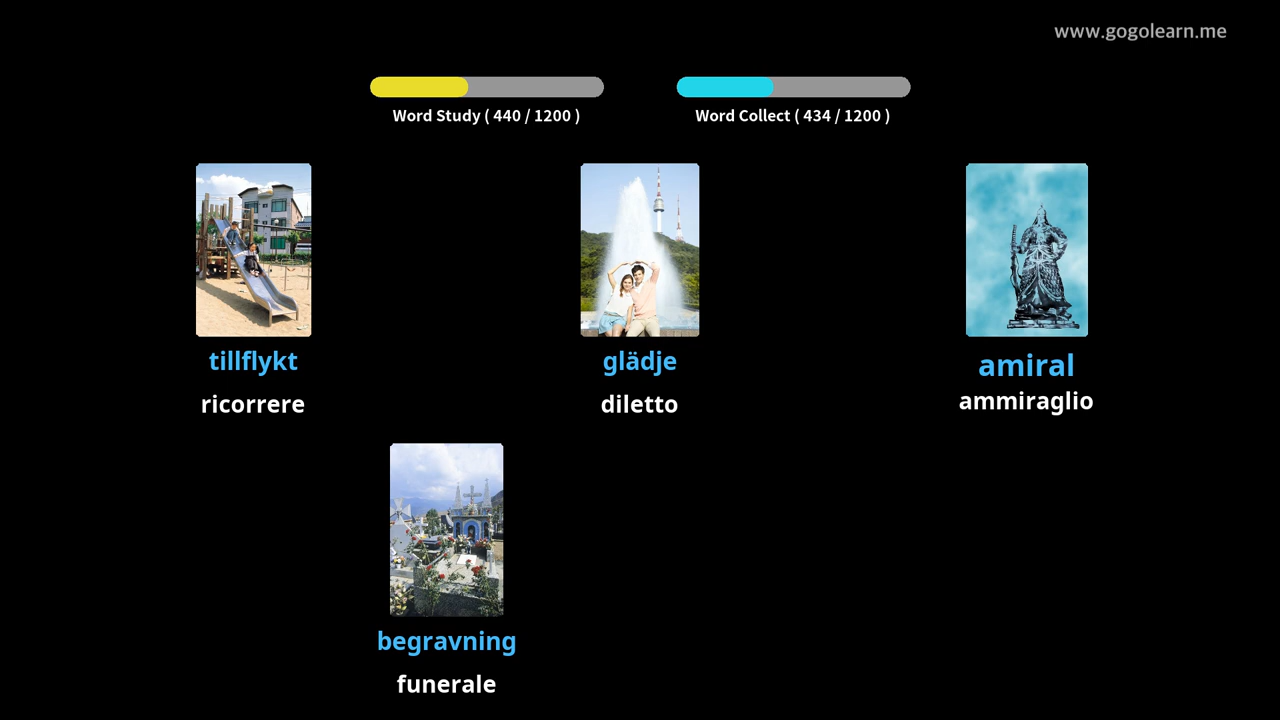 www.gogolearn.me
Word Study ( 440 / 1200 )
Word Collect ( 434 / 1200 )
tillflykt
ricorrere
glädje
diletto
amiral
ammiraglio
begravning
funerale